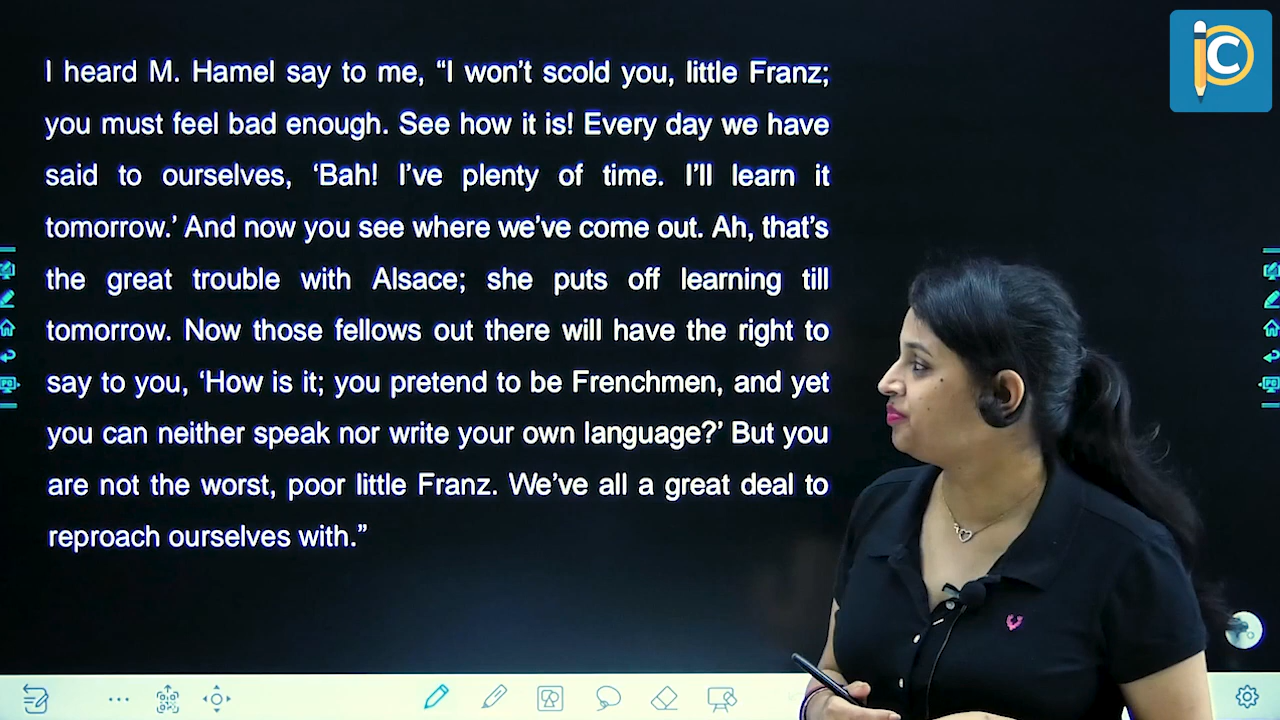 I heard M. Hamel say to me, “I won’t scold you, little Franz;
you must feel bad enough. See how it is! Every day we have
said to ourselves, ‘Bah! I’ve plenty of time. I’ll learn it
tomorrow.’ And now you see where we’ve come out. Ah, that’s
the great trouble with Alsace; she puts off learning till
tomorrow. Now those fellows out there will have the right to
say to you, ‘How is it; you pretend to be Frenchmen, and yet
you can neither speak nor write your own language?’ But you
are not the worst, poor little Franz. We’ve all a great deal to
reproach ourselves with.”
C